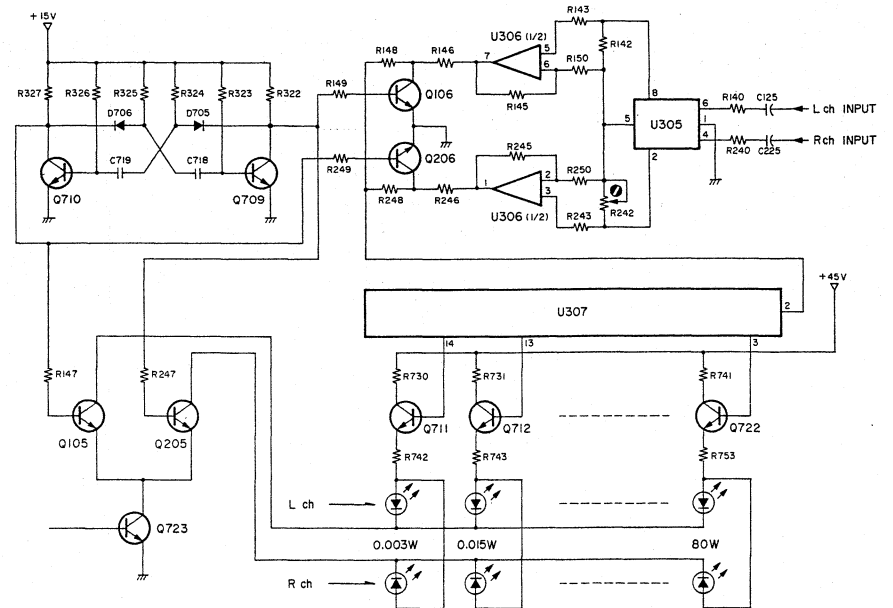 +15V
R327
R326
R325
R324
R323
R322
D706
D705
C719
C718
Q710
Q709
R149
R249
R148
R146
Q106
Q206
R248
R246
U306 (1/2)
7
5
6
R145
R150
R143
R142
R245
1
2
3
R250
R243
U306 (1/2)
R242
8
5
U305
6
1
4
2
R140
C125
L ch INPUT
R240
C225
R ch INPUT
+45V
U307
2
14
13
3
R147
R247
Q105
Q205
Q723
R730
R731
R741
Q711
Q712
Q722
R742
R743
R753
L ch
0.003W
0.015W
80W
R ch